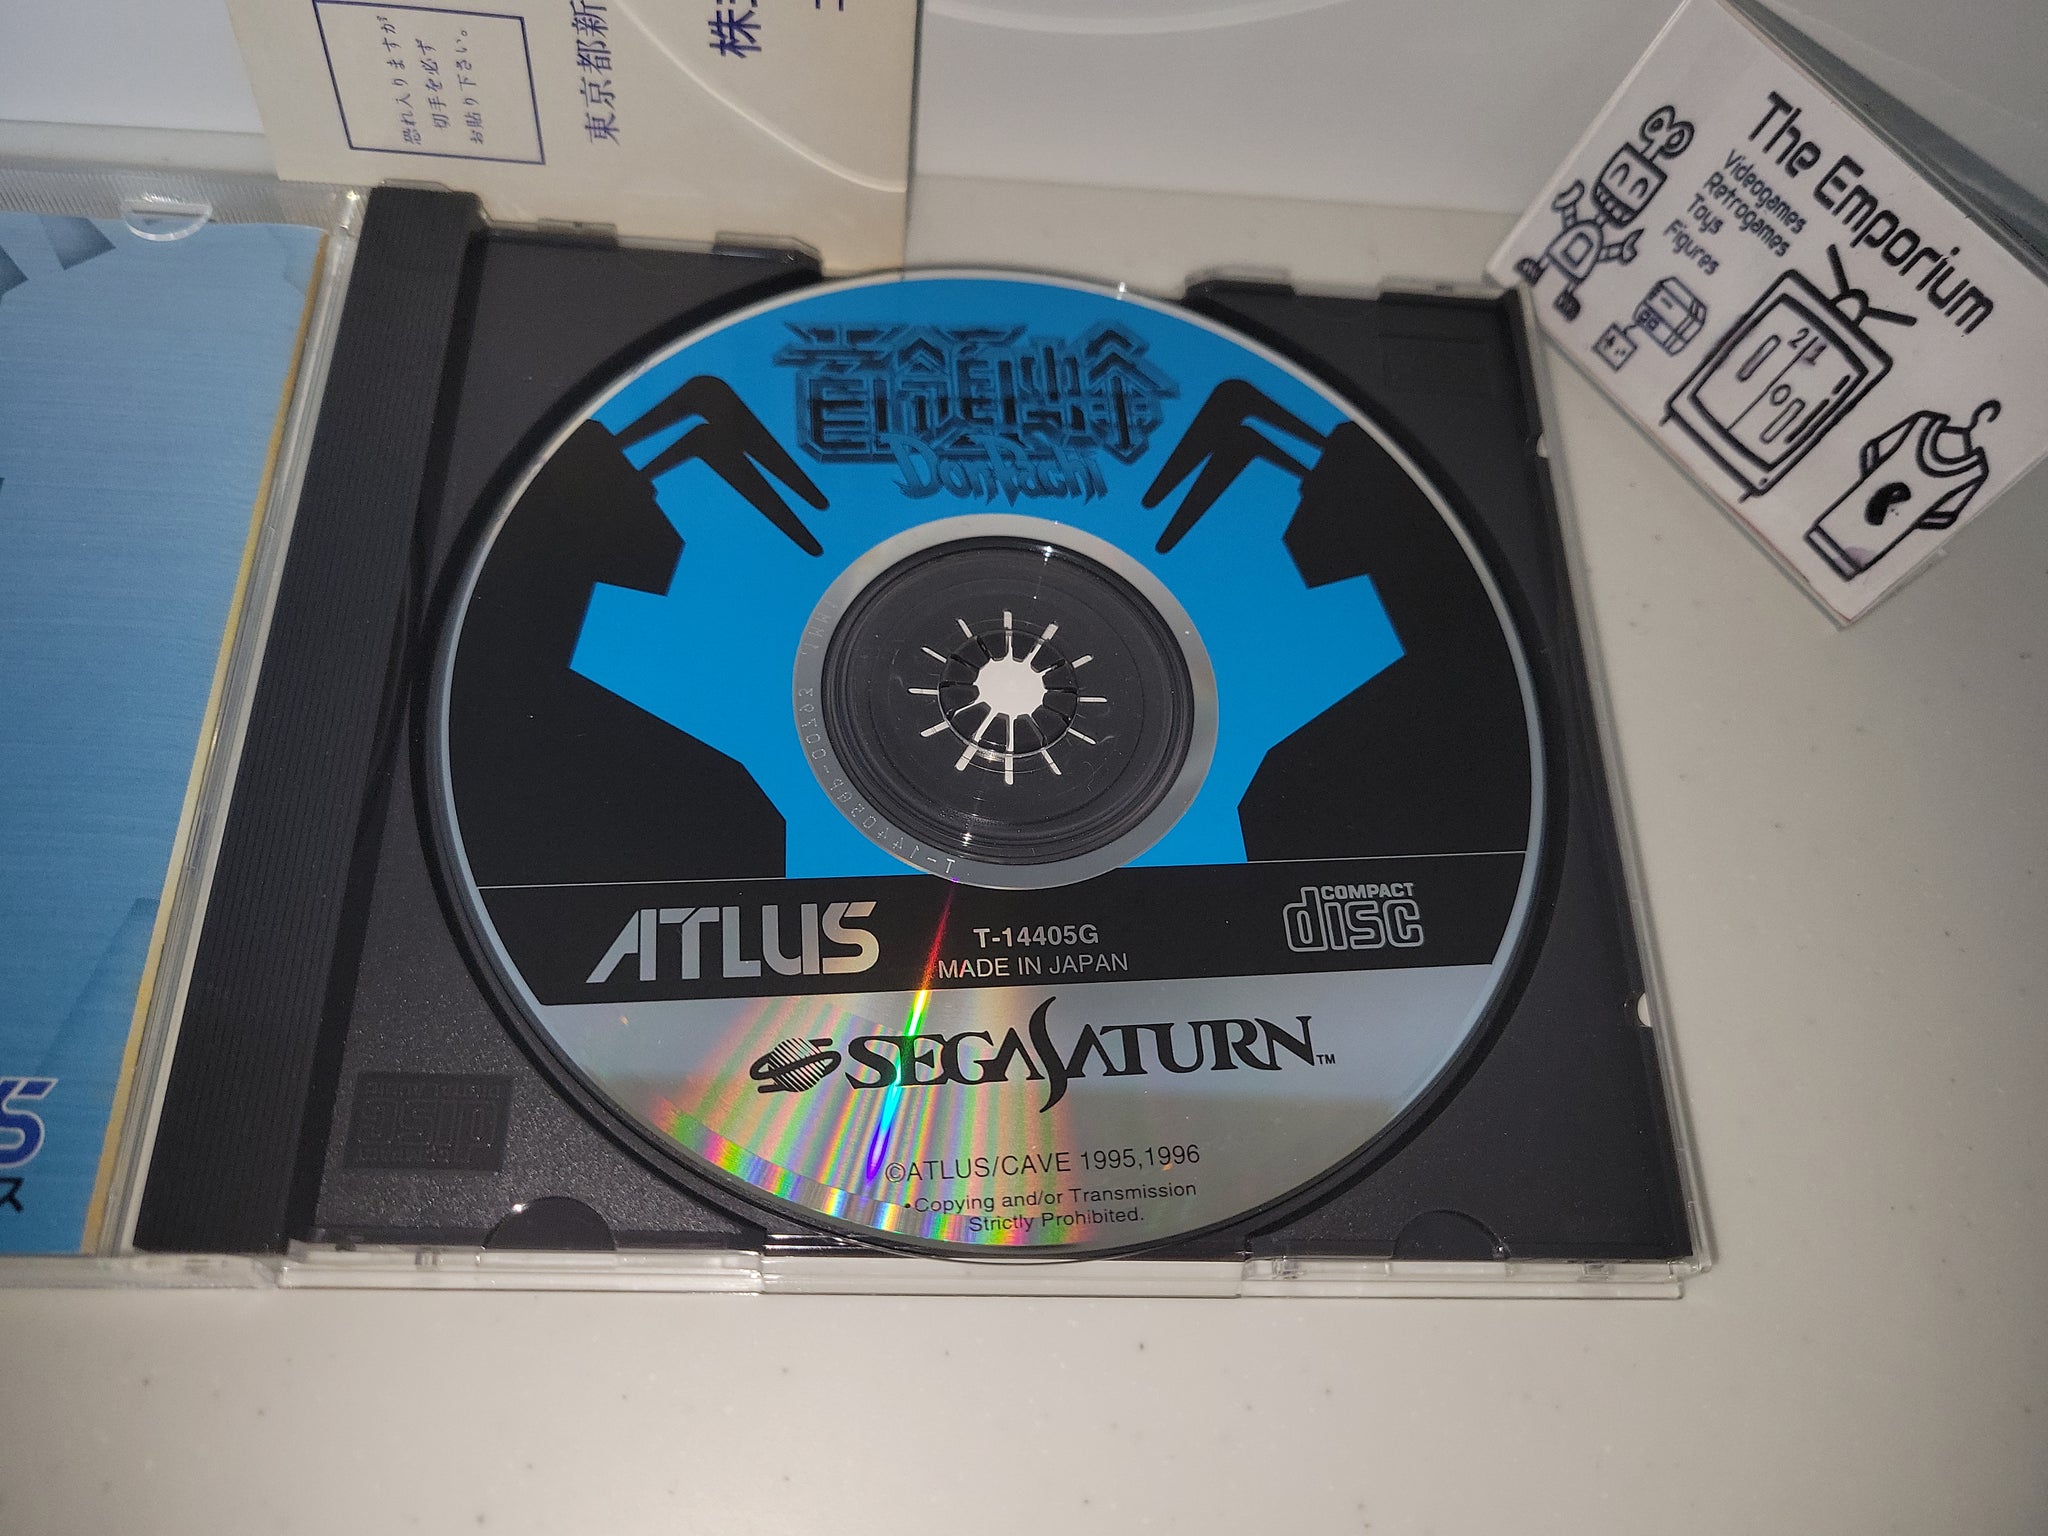 恐れ入りますが
切手を必ず
お貼り下さい。
東京都新
株
The Emporium
Videogames
Retrogames
Toys
Figures
首領蜂
DonPachi
ATLUS
T-14405G
MADE IN JAPAN
COMPACT
disc
SEGA SATURN™
©ATLUS/CAVE 1995,1996
•Copying and/or Transmission
Strictly Prohibited.
S
ス